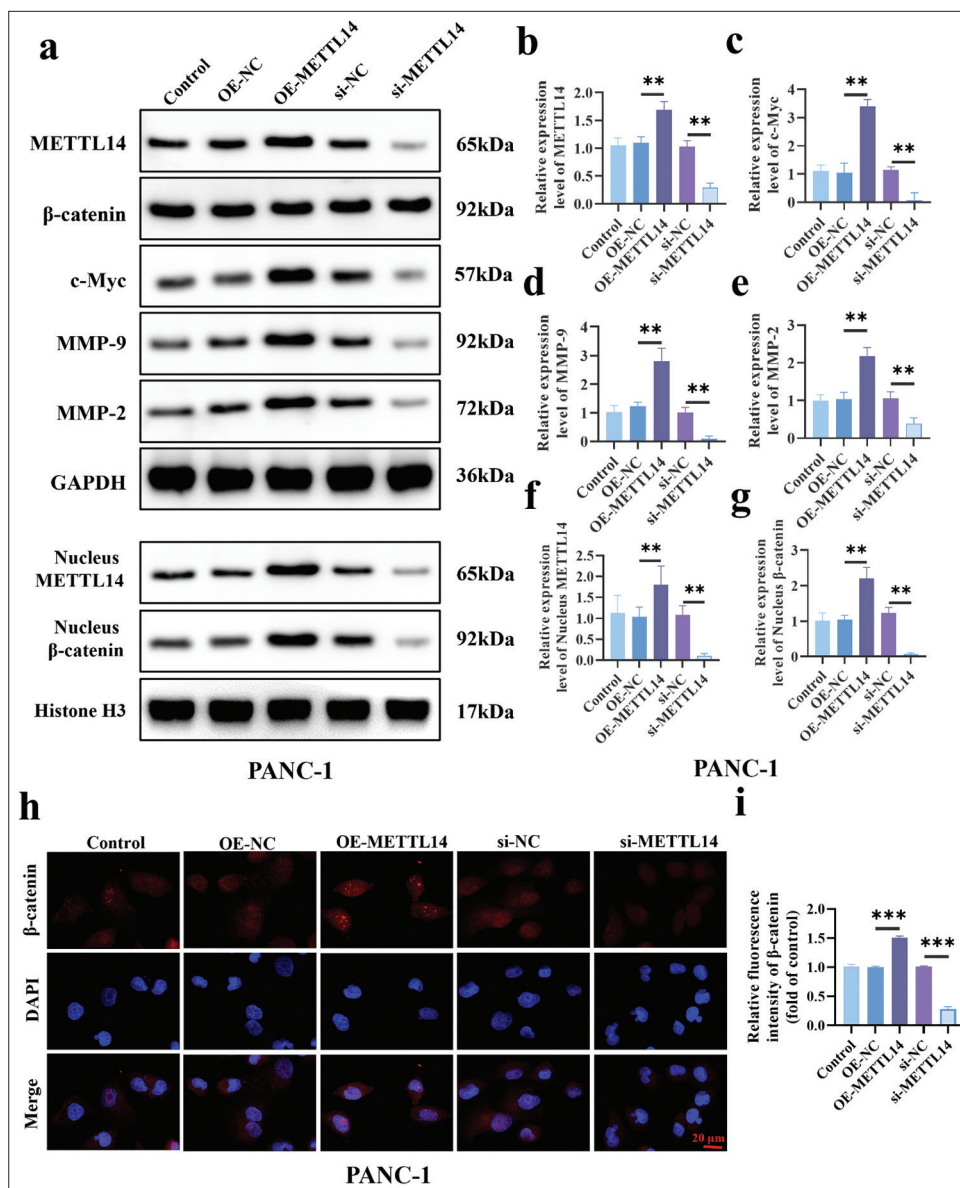 a
Control
OE-NC
OE-METTL14
si-NC
si-METTL14
METTL14
65kDa
β-catenin
92kDa
c-Myc
57kDa
MMP-9
92kDa
MMP-2
72kDa
GAPDH
36kDa
Nucleus
METTL14
65kDa
Nucleus
β-catenin
92kDa
Histone H3
17kDa
PANC-1
b
Relative expression
level of METTL14
2.0
1.5
1.0
0.5
0.0
**
**
Control
OE-NC
OE-METTL14
si-NC
si-METTL14
c
Relative expression
level of c-Myc
4
3
2
1
0
**
**
Control
OE-NC
OE-METTL14
si-NC
si-METTL14
d
Relative expression
level of MMP-9
4
3
2
1
0
**
**
Control
OE-NC
OE-METTL14
si-NC
si-METTL14
e
Relative expression
level of MMP-2
3
2
1
0
**
**
Control
OE-NC
OE-METTL14
si-NC
si-METTL14
f
Relative expression
level of Nucleus METTL14
2.5
2.0
1.5
1.0
0.5
0.0
**
**
Control
OE-NC
OE-METTL14
si-NC
si-METTL14
g
Relative expression
level of Nucleus β-catenin
3
2
1
0
**
**
Control
OE-NC
OE-METTL14
si-NC
si-METTL14
PANC-1
h
Control
OE-NC
OE-METTL14
si-NC
si-METTL14
β-catenin
DAPI
Merge
20 μm
PANC-1
i
Relative fluorescence
intensity of β-catenin
(fold of control)
2.0
1.5
1.0
0.5
0.0
***
***
Control
OE-NC
OE-METTL14
si-NC
si-METTL14